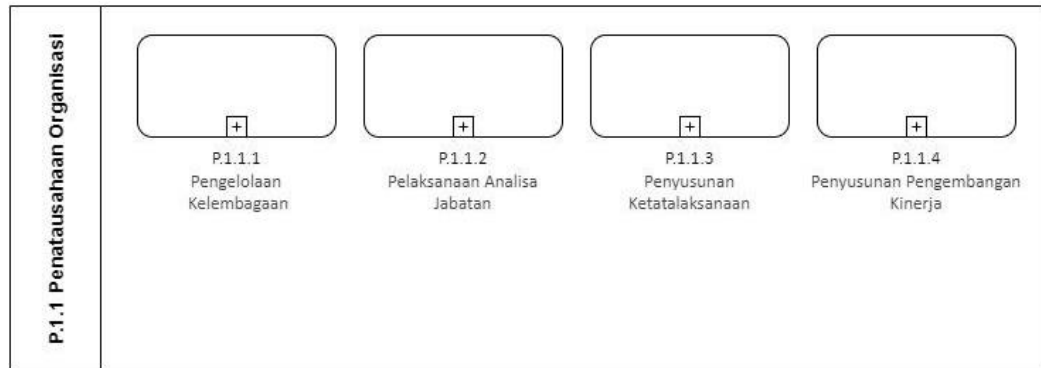 P.1.1 Penatausahaan Organisasi
P.1.1.1
Pengelolaan
Kelembagaan
P.1.1.2
Pelaksanaan Analisa
Jabatan
P.1.1.3
Penyusunan
Ketatalaksanaan
P.1.1.4
Penyusunan Pengembangan
Kinerja